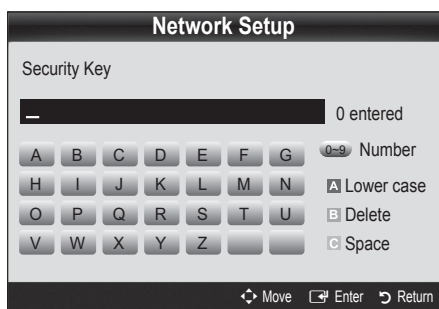 Network Setup
Security Key
_ 0 entered
A B C D E F G 0~9 Number
H I J K L M N A Lower case
O P Q R S T U B Delete
V W X Y Z C Space
Move Enter Return